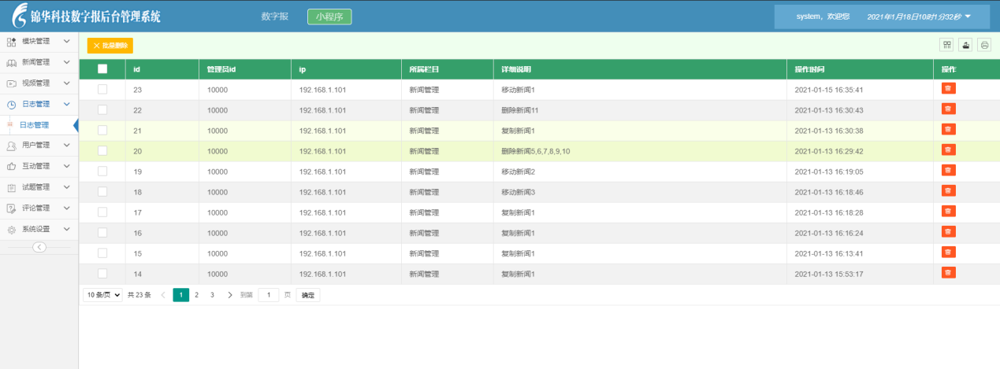 锦华科技数字报后台管理系统
数字报 小程序
system，欢迎您 2021年1月18日10时1分32秒
模块管理
新闻管理
视频管理
日志管理
日志管理
用户管理
互动管理
试题管理
评论管理
系统设置
批量删除
id 管理员id ip 所属栏目 详细说明 操作时间 操作
23 10000 192.168.1.101 新闻管理 移动新闻1 2021-01-15 16:35:41
22 10000 192.168.1.101 新闻管理 删除新闻11 2021-01-13 16:30:43
21 10000 192.168.1.101 新闻管理 复制新闻1 2021-01-13 16:30:38
20 10000 192.168.1.101 新闻管理 删除新闻5,6,7,8,9,10 2021-01-13 16:29:42
19 10000 192.168.1.101 新闻管理 移动新闻2 2021-01-13 16:19:05
18 10000 192.168.1.101 新闻管理 移动新闻3 2021-01-13 16:18:46
17 10000 192.168.1.101 新闻管理 复制新闻1 2021-01-13 16:18:28
16 10000 192.168.1.101 新闻管理 复制新闻1 2021-01-13 16:16:24
15 10000 192.168.1.101 新闻管理 复制新闻1 2021-01-13 16:13:41
14 10000 192.168.1.101 新闻管理 复制新闻1 2021-01-13 15:53:17
10 条/页 共 23 条 1 2 3 到第 1 页 确定